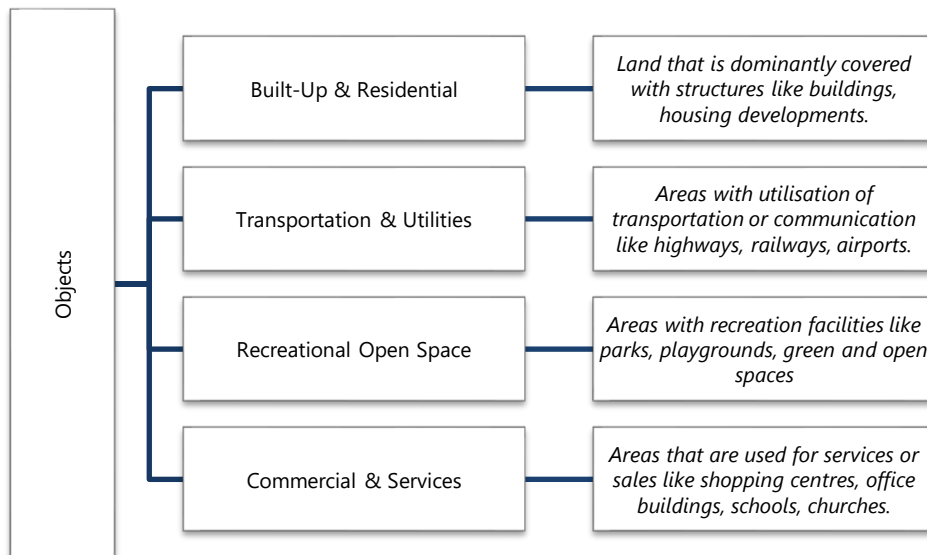 Objects
Built-Up & Residential
Land that is dominantly covered
with structures like buildings,
housing developments.
Transportation & Utilities
Areas with utilisation of
transportation or communication
like highways, railways, airports.
Recreational Open Space
Areas with recreation facilities like
parks, playgrounds, green and open
spaces
Commercial & Services
Areas that are used for services or
sales like shopping centres, office
buildings, schools, churches.